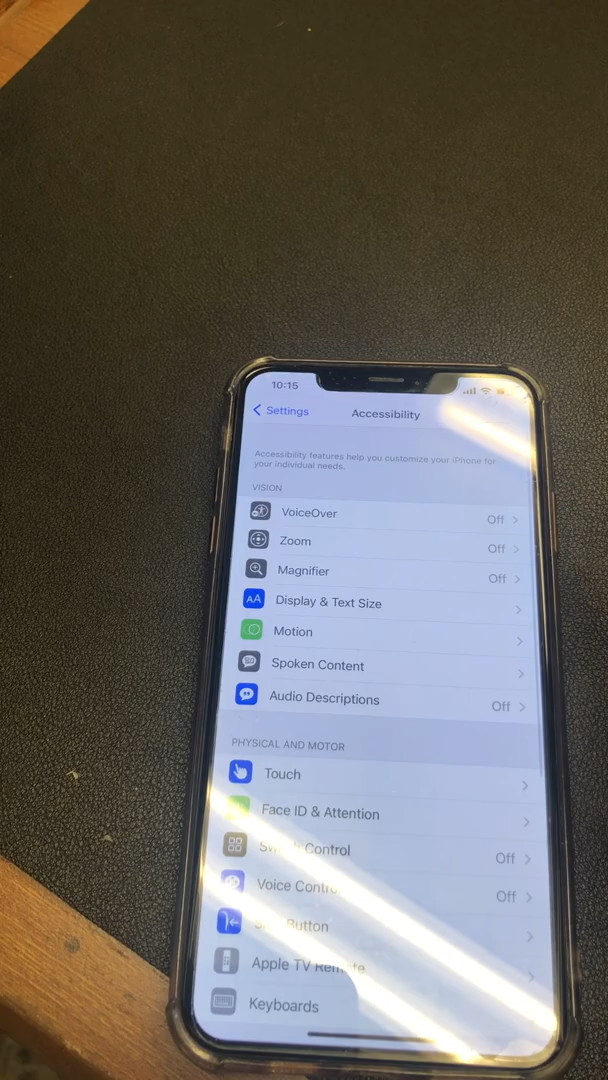 10:15
Settings
Accessibility
Accessibility features help you customize your iPhone for
your individual needs.
VISION
VoiceOver Off
Zoom Off
Magnifier Off
AA Display & Text Size
Motion
Spoken Content
Audio Descriptions Off
PHYSICAL AND MOTOR
Touch
Face ID & Attention
Control Off
Voice Control Off
Button
Apple TV Remote
Keyboards